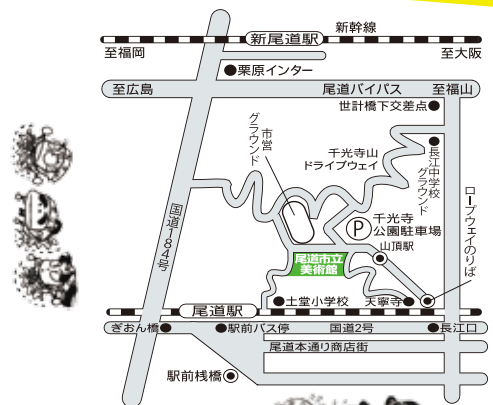 新幹線
新尾道駅
至福岡
至大阪
栗原インター
至広島
尾道バイパス
至福山
世計橋下交差点
市営
グラウンド
千光寺山
ドライブウェイ
長江中学校
グラウンド
ロープウェイのりば
国道184号
P
千光寺
公園駐車場
山頂駅
尾道市立
美術館
土堂小学校
天寧寺
尾道駅
ぎおん橋
駅前バス停
国道2号
長江口
尾道本通り商店街
駅前桟橋